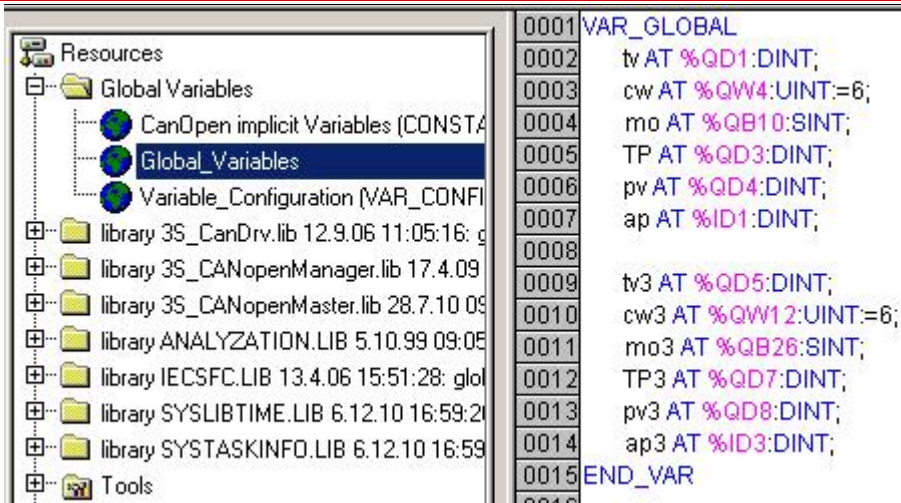 Resources
Global Variables
CanOpen implicit Variables (CONSTA
Global_Variables
Variable_Configuration (VAR_CONFI
library 3S_CanDrv.lib 12.9.06 11:05:16: g
library 3S_CANopenManager.lib 17.4.09
library 3S_CANopenMaster.lib 28.7.10 09
library ANALYZATION.LIB 5.10.99 09:05
library IECSFC.LIB 13.4.06 15:51:28: glol
library SYSLIBTIME.LIB 6.12.10 16:59:2
library SYSTASKINFO.LIB 6.12.10 16:59
Tools
0001 VAR_GLOBAL
0002 tv AT %QD1:DINT;
0003 cw AT %QW4:UINT:=6;
0004 mo AT %QB10:SINT;
0005 TP AT %QD3:DINT;
0006 pv AT %QD4:DINT;
0007 ap AT %ID1:DINT;
0008
0009 tv3 AT %QD5:DINT;
0010 cw3 AT %QW12:UINT:=6;
0011 mo3 AT %QB26:SINT;
0012 TP3 AT %QD7:DINT;
0013 pv3 AT %QD8:DINT;
0014 ap3 AT %ID3:DINT;
0015 END_VAR